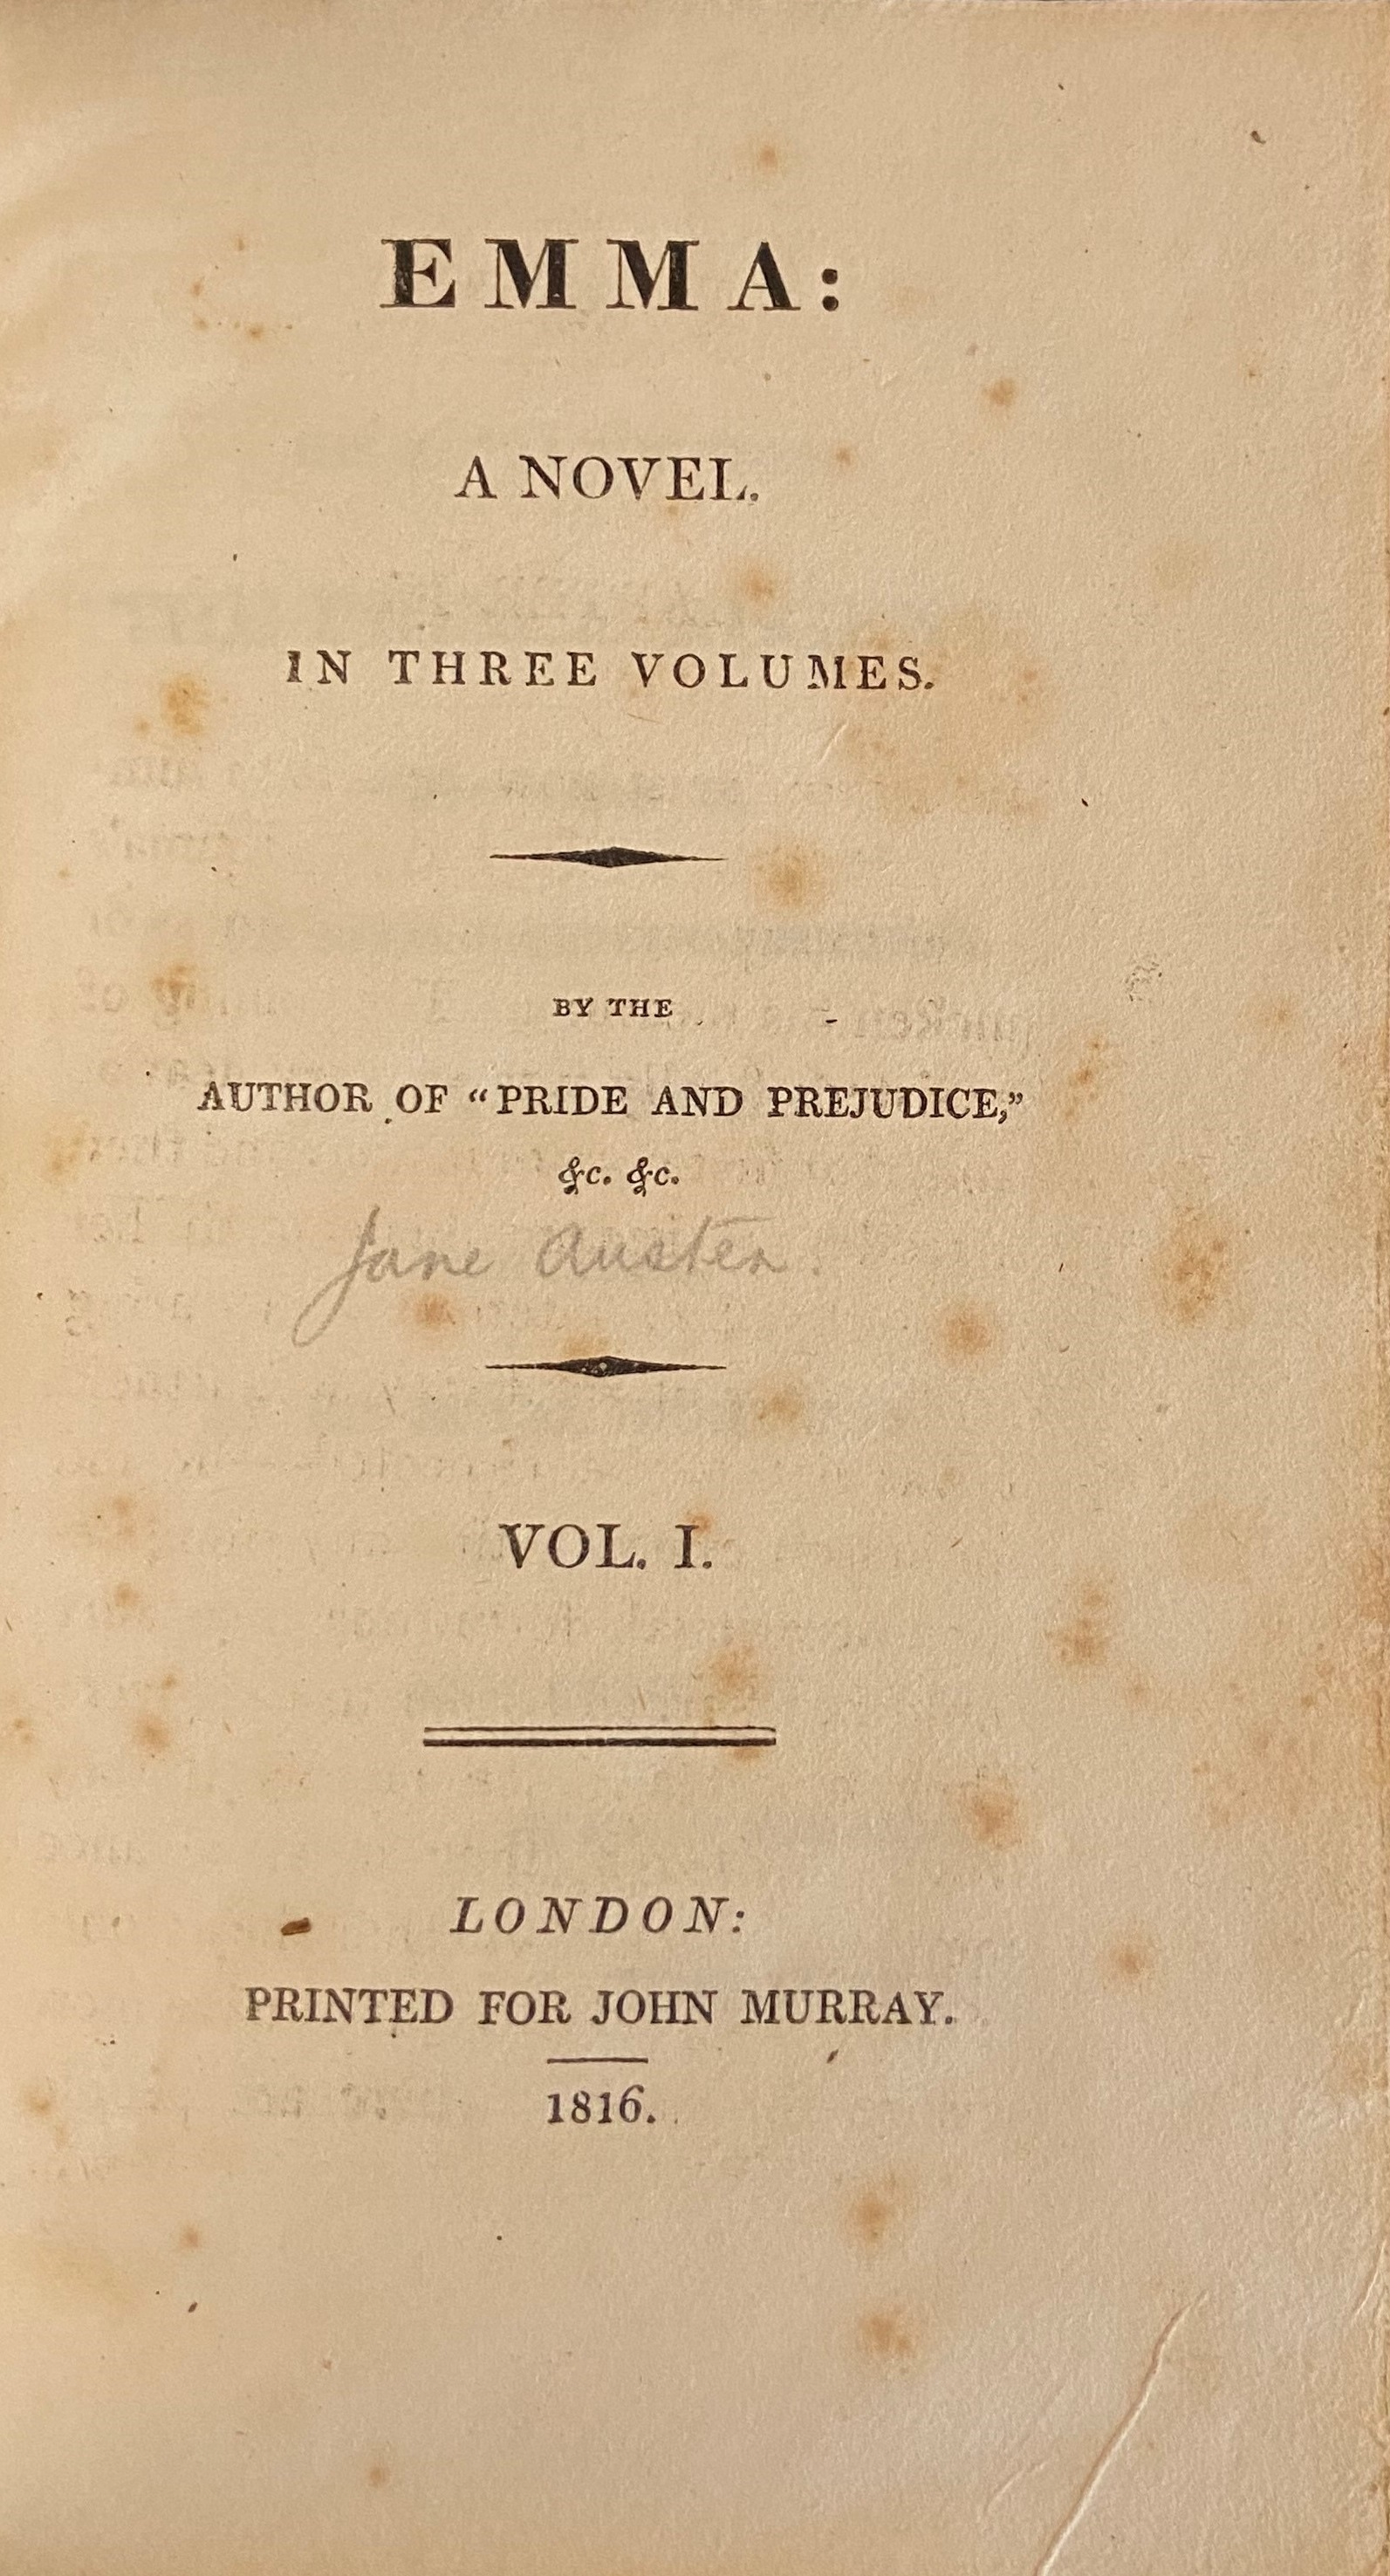 EMMA:
A NOVEL.
IN THREE VOLUMES.
BY THE
AUTHOR OF “PRIDE AND PREJUDICE,”
&c. &c.
Jane Austen.
VOL. I.
LONDON:
PRINTED FOR JOHN MURRAY.
1816.